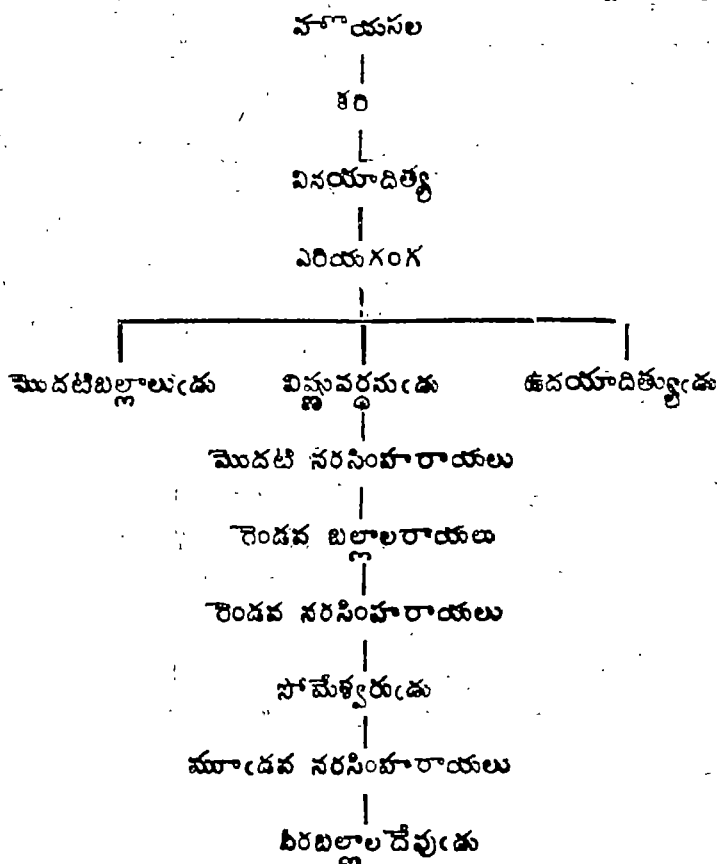 హొయసల
కరి
వినయాదిత్య
ఎరియగంగ
మొదటిబల్లాలుఁడు విష్ణువర్ధనుఁడు ఉదయాదిత్యుఁడు
మొదటి నరసింహరాయలు
రెండవ బల్లాలరాయలు
రెండవ నరసింహరాయలు
సోమేశ్వరుఁడు
మూఁడవ నరసింహరాయలు
వీరబల్లాలదేవుఁడు